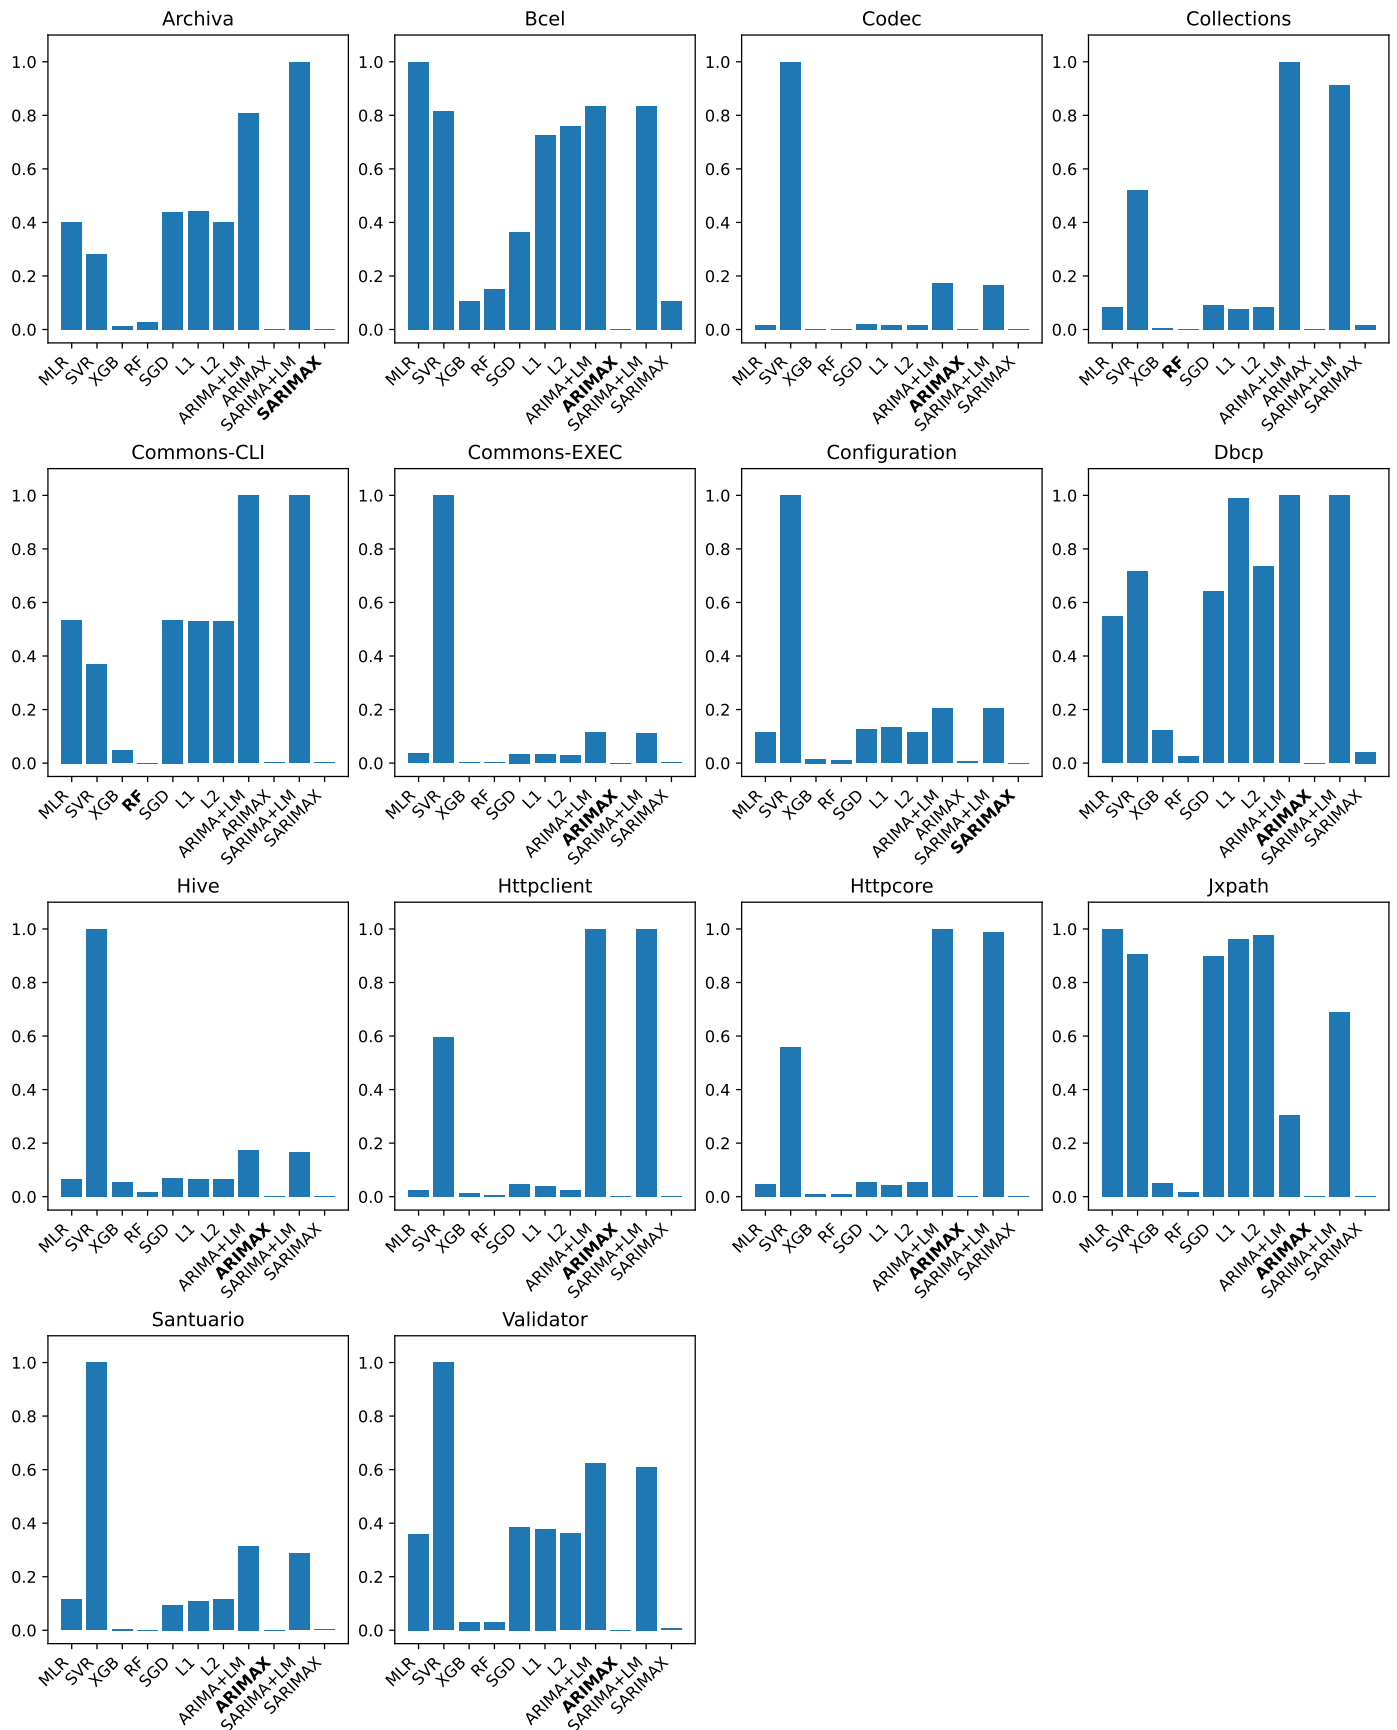 Archiva
1.0
0.8
0.6
0.4
0.2
0.0
MLR
SVR
XGB
RF
SGD
L1
L2
ARIMA+LM
ARIMAX
SARIMA+LM
SARIMAX
Bcel
1.0
0.8
0.6
0.4
0.2
0.0
MLR
SVR
XGB
RF
SGD
L1
L2
ARIMA+LM
ARIMAX
SARIMA+LM
SARIMAX
Codec
1.0
0.8
0.6
0.4
0.2
0.0
MLR
SVR
XGB
RF
SGD
L1
L2
ARIMA+LM
ARIMAX
SARIMA+LM
SARIMAX
Collections
1.0
0.8
0.6
0.4
0.2
0.0
MLR
SVR
XGB
RF
SGD
L1
L2
ARIMA+LM
ARIMAX
SARIMA+LM
SARIMAX
Commons-CLI
1.0
0.8
0.6
0.4
0.2
0.0
MLR
SVR
XGB
RF
SGD
L1
L2
ARIMA+LM
ARIMAX
SARIMA+LM
SARIMAX
Commons-EXEC
1.0
0.8
0.6
0.4
0.2
0.0
MLR
SVR
XGB
RF
SGD
L1
L2
ARIMA+LM
ARIMAX
SARIMA+LM
SARIMAX
Configuration
1.0
0.8
0.6
0.4
0.2
0.0
MLR
SVR
XGB
RF
SGD
L1
L2
ARIMA+LM
ARIMAX
SARIMA+LM
SARIMAX
Dbcp
1.0
0.8
0.6
0.4
0.2
0.0
MLR
SVR
XGB
RF
SGD
L1
L2
ARIMA+LM
ARIMAX
SARIMA+LM
SARIMAX
Hive
1.0
0.8
0.6
0.4
0.2
0.0
MLR
SVR
XGB
RF
SGD
L1
L2
ARIMA+LM
ARIMAX
SARIMA+LM
SARIMAX
Httpclient
1.0
0.8
0.6
0.4
0.2
0.0
MLR
SVR
XGB
RF
SGD
L1
L2
ARIMA+LM
ARIMAX
SARIMA+LM
SARIMAX
Httpcore
1.0
0.8
0.6
0.4
0.2
0.0
MLR
SVR
XGB
RF
SGD
L1
L2
ARIMA+LM
ARIMAX
SARIMA+LM
SARIMAX
Jxpath
1.0
0.8
0.6
0.4
0.2
0.0
MLR
SVR
XGB
RF
SGD
L1
L2
ARIMA+LM
ARIMAX
SARIMA+LM
SARIMAX
Santuario
1.0
0.8
0.6
0.4
0.2
0.0
MLR
SVR
XGB
RF
SGD
L1
L2
ARIMA+LM
ARIMAX
SARIMA+LM
SARIMAX
Validator
1.0
0.8
0.6
0.4
0.2
0.0
MLR
SVR
XGB
RF
SGD
L1
L2
ARIMA+LM
ARIMAX
SARIMA+LM
SARIMAX